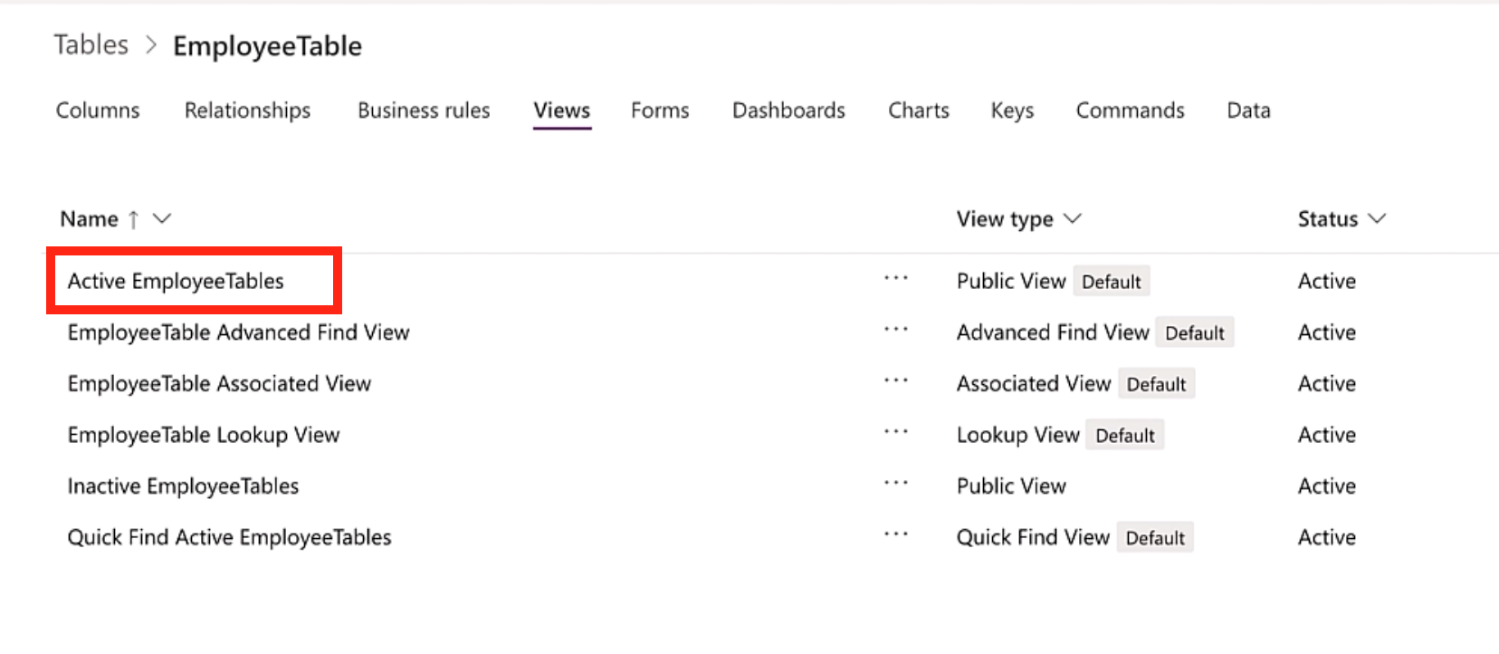 Tables > EmployeeTable
Columns Relationships Business rules Views Forms Dashboards Charts Keys Commands Data
Name ↑ View type Status
Active EmployeeTables ... Public View Default Active
EmployeeTable Advanced Find View ... Advanced Find View Default Active
EmployeeTable Associated View ... Associated View Default Active
EmployeeTable Lookup View ... Lookup View Default Active
Inactive EmployeeTables ... Public View Active
Quick Find Active EmployeeTables ... Quick Find View Default Active